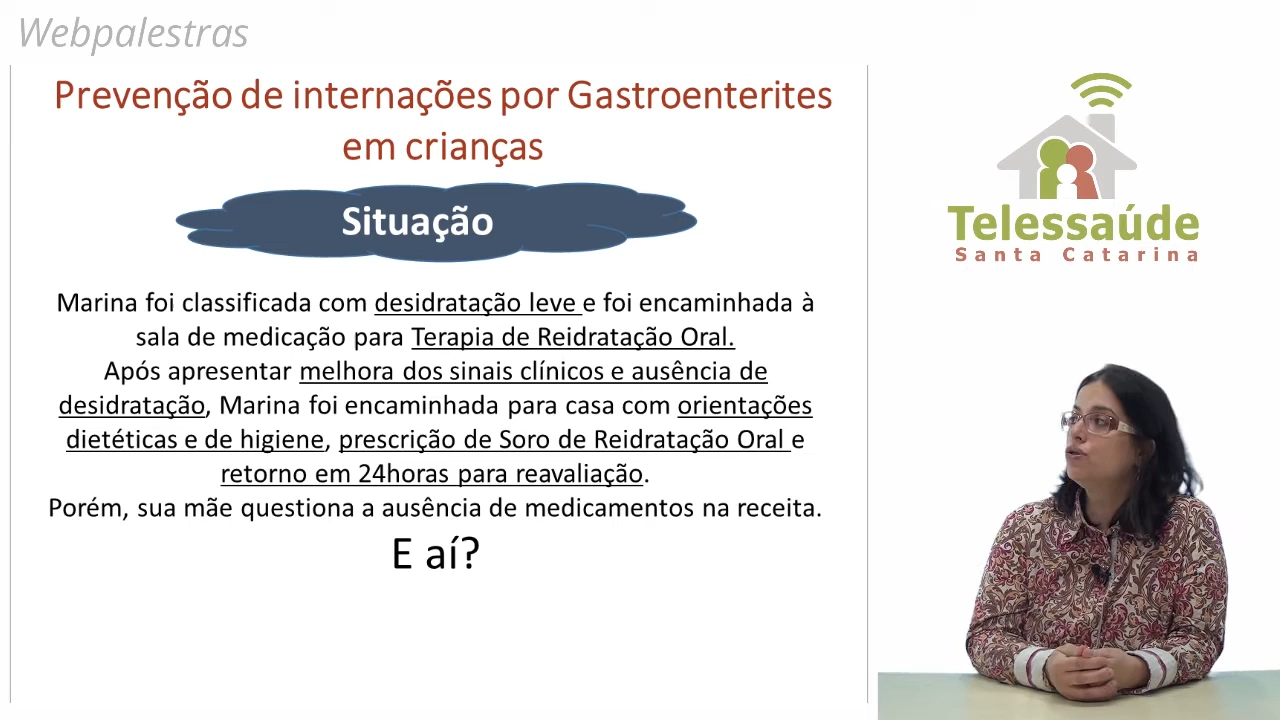 Webpalestras
Prevenção de internações por Gastroenterites
em crianças
Situação
Marina foi classificada com desidratação leve e foi encaminhada à
sala de medicação para Terapia de Reidratação Oral.
Após apresentar melhora dos sinais clínicos e ausência de
desidratação, Marina foi encaminhada para casa com orientações
dietéticas e de higiene, prescrição de Soro de Reidratação Oral e
retorno em 24horas para reavaliação.
Porém, sua mãe questiona a ausência de medicamentos na receita.
E aí?
Telessaúde
Santa Catarina